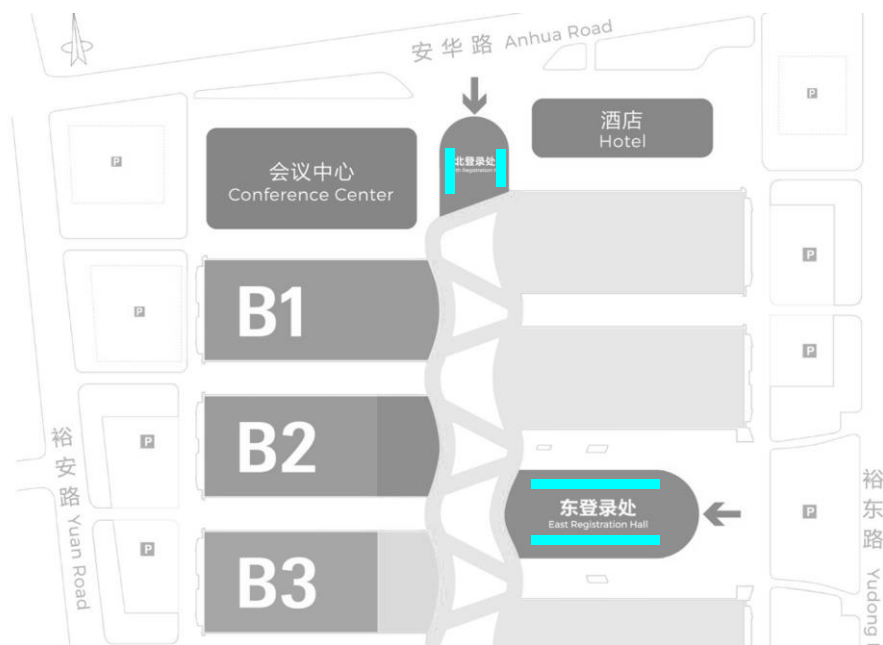 安华路 Anhua Road
酒店
Hotel
北登录处
会议中心
Conference Center
P
P
P
P
P
P
P
P
P
B1
B2
B3
东登录处
East Registration Hall
裕安路 Yuan Road
裕东路 Yudong